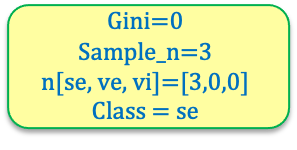 Gini=0
Sample_n=3
n[se, ve, vi]=[3,0,0]
Class = se